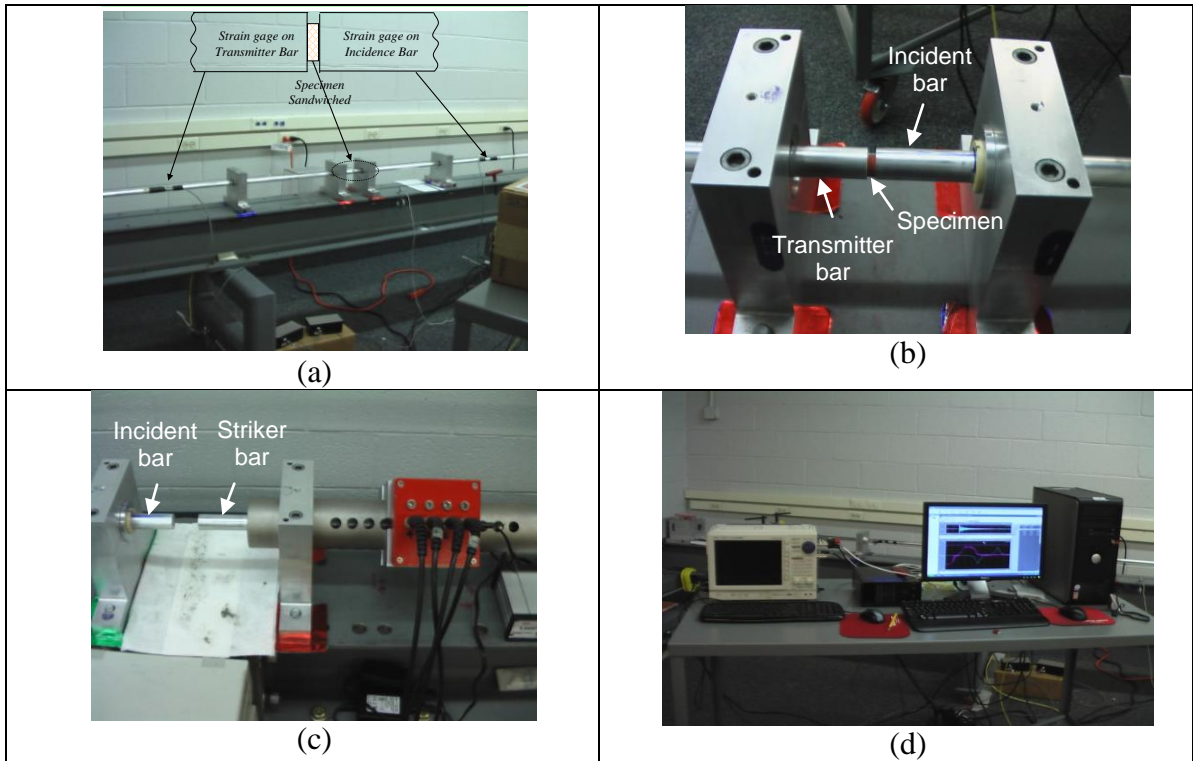 Strain gage on
Transmitter Bar
Strain gage on
Incidence Bar
Specimen
Sandwiched
(a)
Incident
bar
Specimen
Transmitter
bar
(b)
Incident
bar
Striker
bar
(c)
(d)